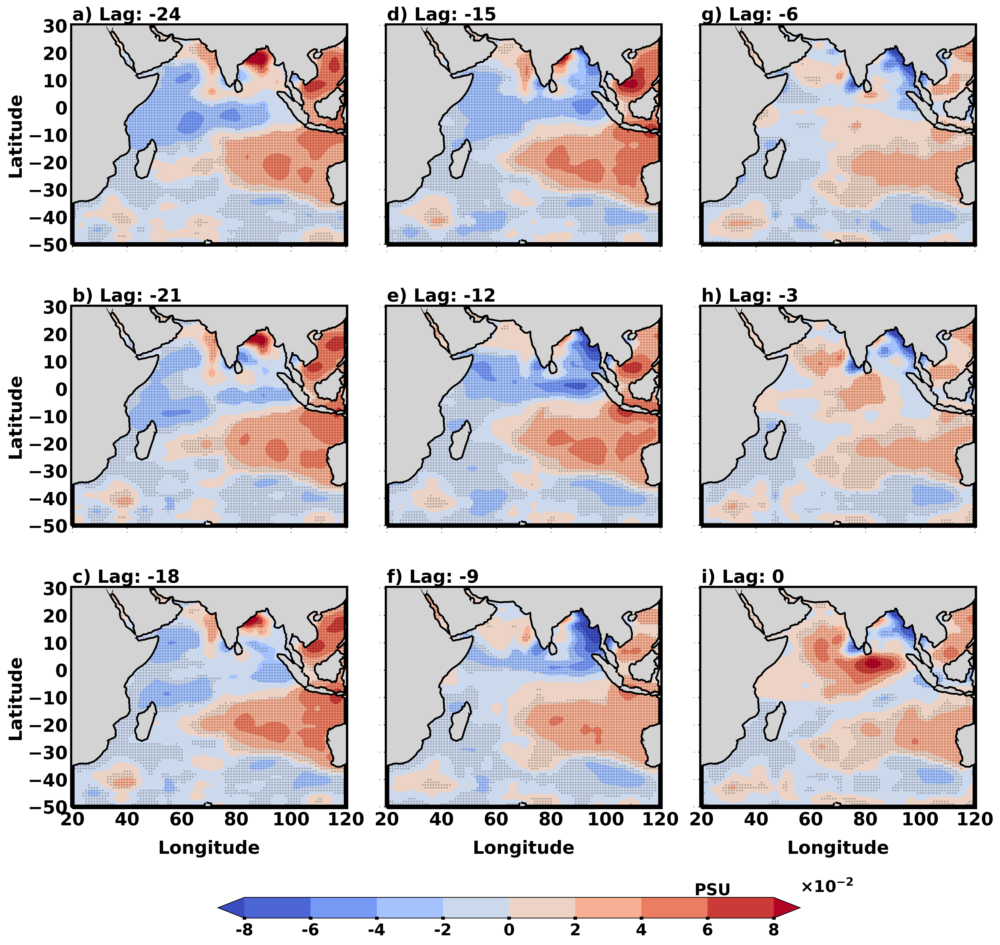 a) Lag: -24
d) Lag: -15
g) Lag: -6
30
20
10
0
−10
−20
−30
−40
−50
Latitude
b) Lag: -21
e) Lag: -12
h) Lag: -3
30
20
10
0
−10
−20
−30
−40
−50
Latitude
c) Lag: -18
f) Lag: -9
i) Lag: 0
30
20
10
0
−10
−20
−30
−40
−50
Latitude
20 40 60 80 100 120
20 40 60 80 100 120
20 40 60 80 100 120
Longitude
Longitude
Longitude
PSU
×10⁻²
-8 -6 -4 -2 0 2 4 6 8